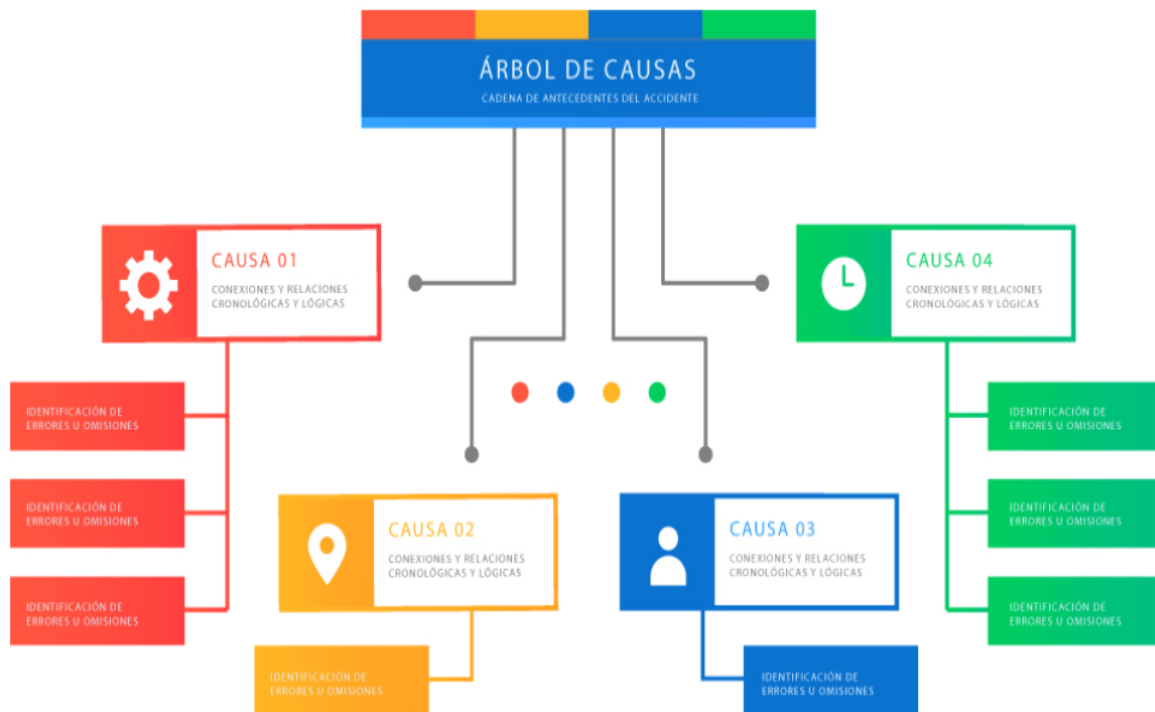 ÁRBOL DE CAUSAS
CADENA DE ANTECEDENTES DEL ACCIDENTE
CAUSA 01
CONEXIONES Y RELACIONES
CRONOLÓGICAS Y LÓGICAS
IDENTIFICACIÓN DE
ERRORES U OMISIONES
IDENTIFICACIÓN DE
ERRORES U OMISIONES
IDENTIFICACIÓN DE
ERRORES U OMISIONES
CAUSA 02
CONEXIONES Y RELACIONES
CRONOLÓGICAS Y LÓGICAS
IDENTIFICACIÓN DE
ERRORES U OMISIONES
CAUSA 03
CONEXIONES Y RELACIONES
CRONOLÓGICAS Y LÓGICAS
IDENTIFICACIÓN DE
ERRORES U OMISIONES
CAUSA 04
CONEXIONES Y RELACIONES
CRONOLÓGICAS Y LÓGICAS
IDENTIFICACIÓN DE
ERRORES U OMISIONES
IDENTIFICACIÓN DE
ERRORES U OMISIONES
IDENTIFICACIÓN DE
ERRORES U OMISIONES